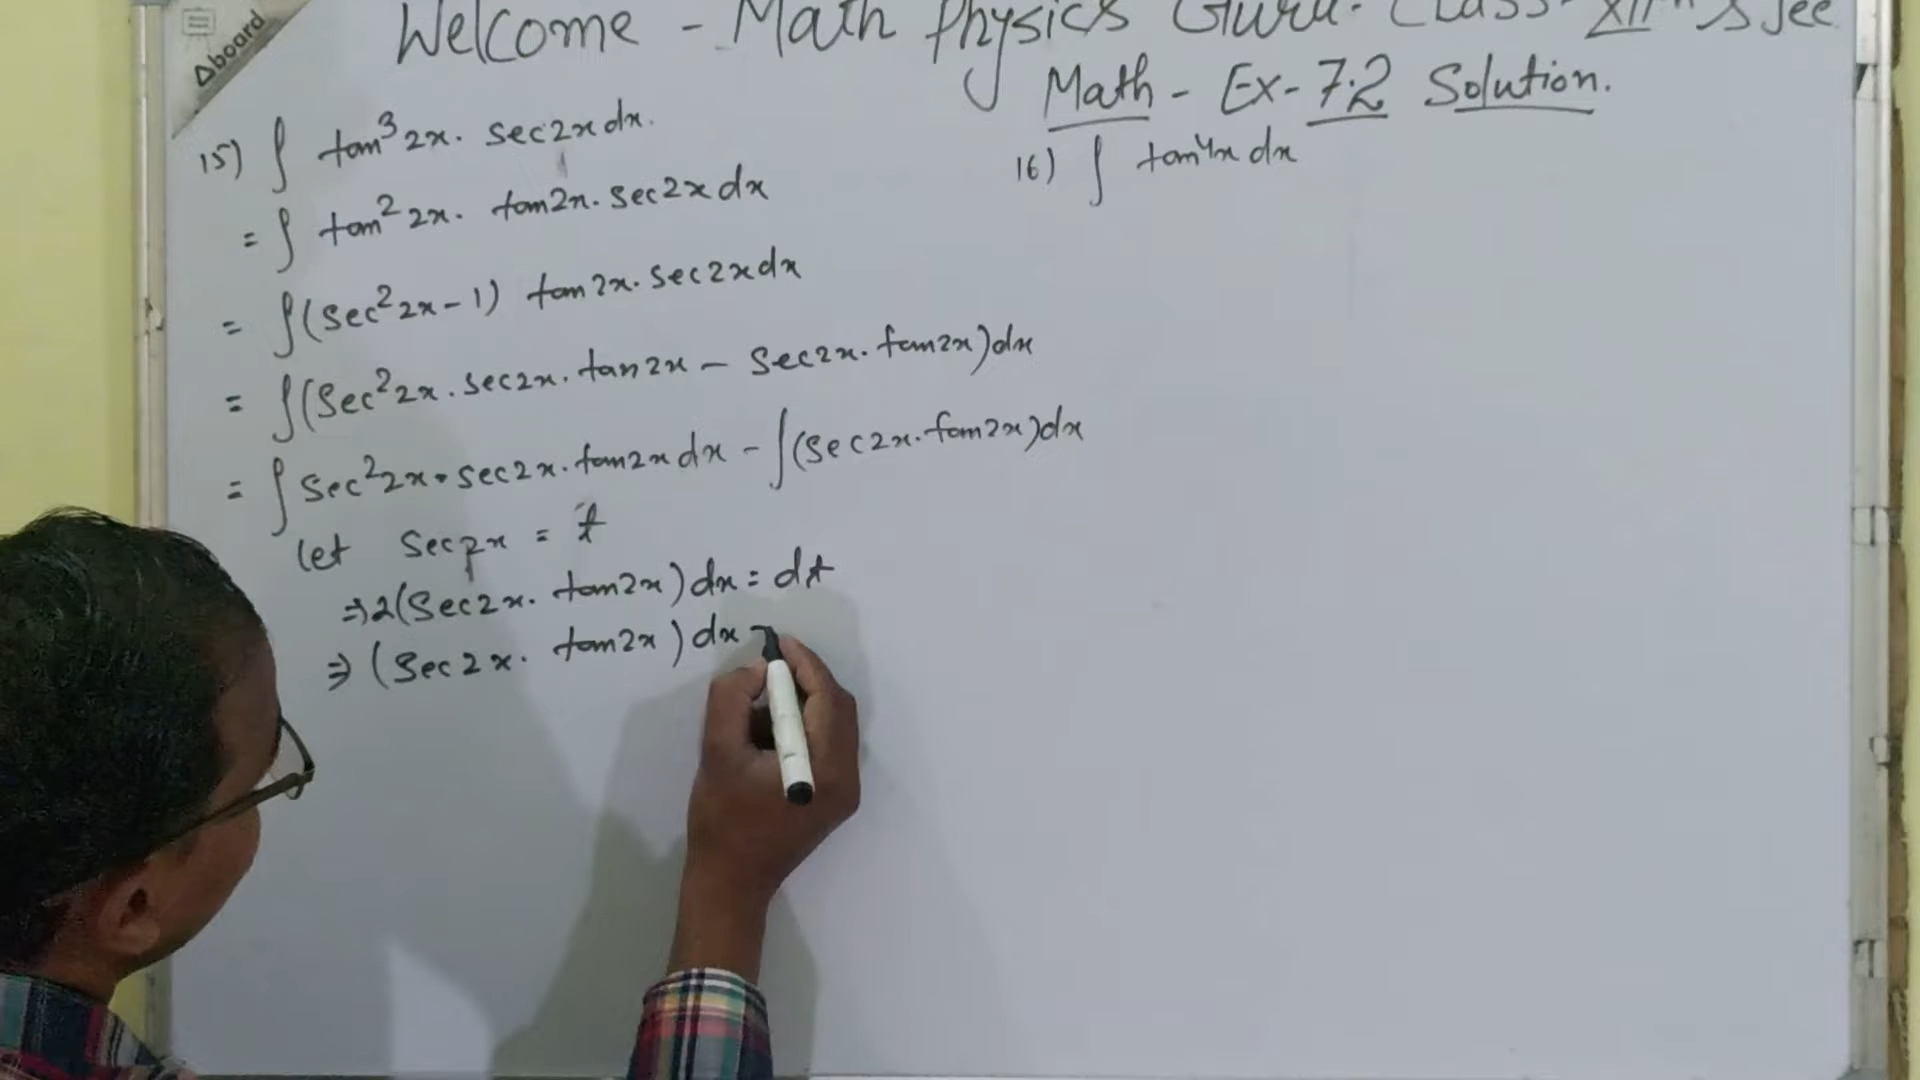 Δboard
Welcome - Math Physics Guru. Class-XIIth & Jee
Math - Ex-7.2 Solution.
15) ∫ tan³2x. sec2x dx.
= ∫ tan²2x. tan2x. sec2x dx
= ∫(sec²2x-1) tan2x. sec2x dx
= ∫(sec²2x. sec2x. tan2x - sec2x. tan2x)dx
= ∫ sec²2x. sec2x. tan2x dx - ∫(sec2x. tan2x)dx
let sec2x = t
⇒2(sec2x. tan2x)dx = dt
⇒ (sec2x. tan2x)dx =
16) ∫ tan⁴x dx